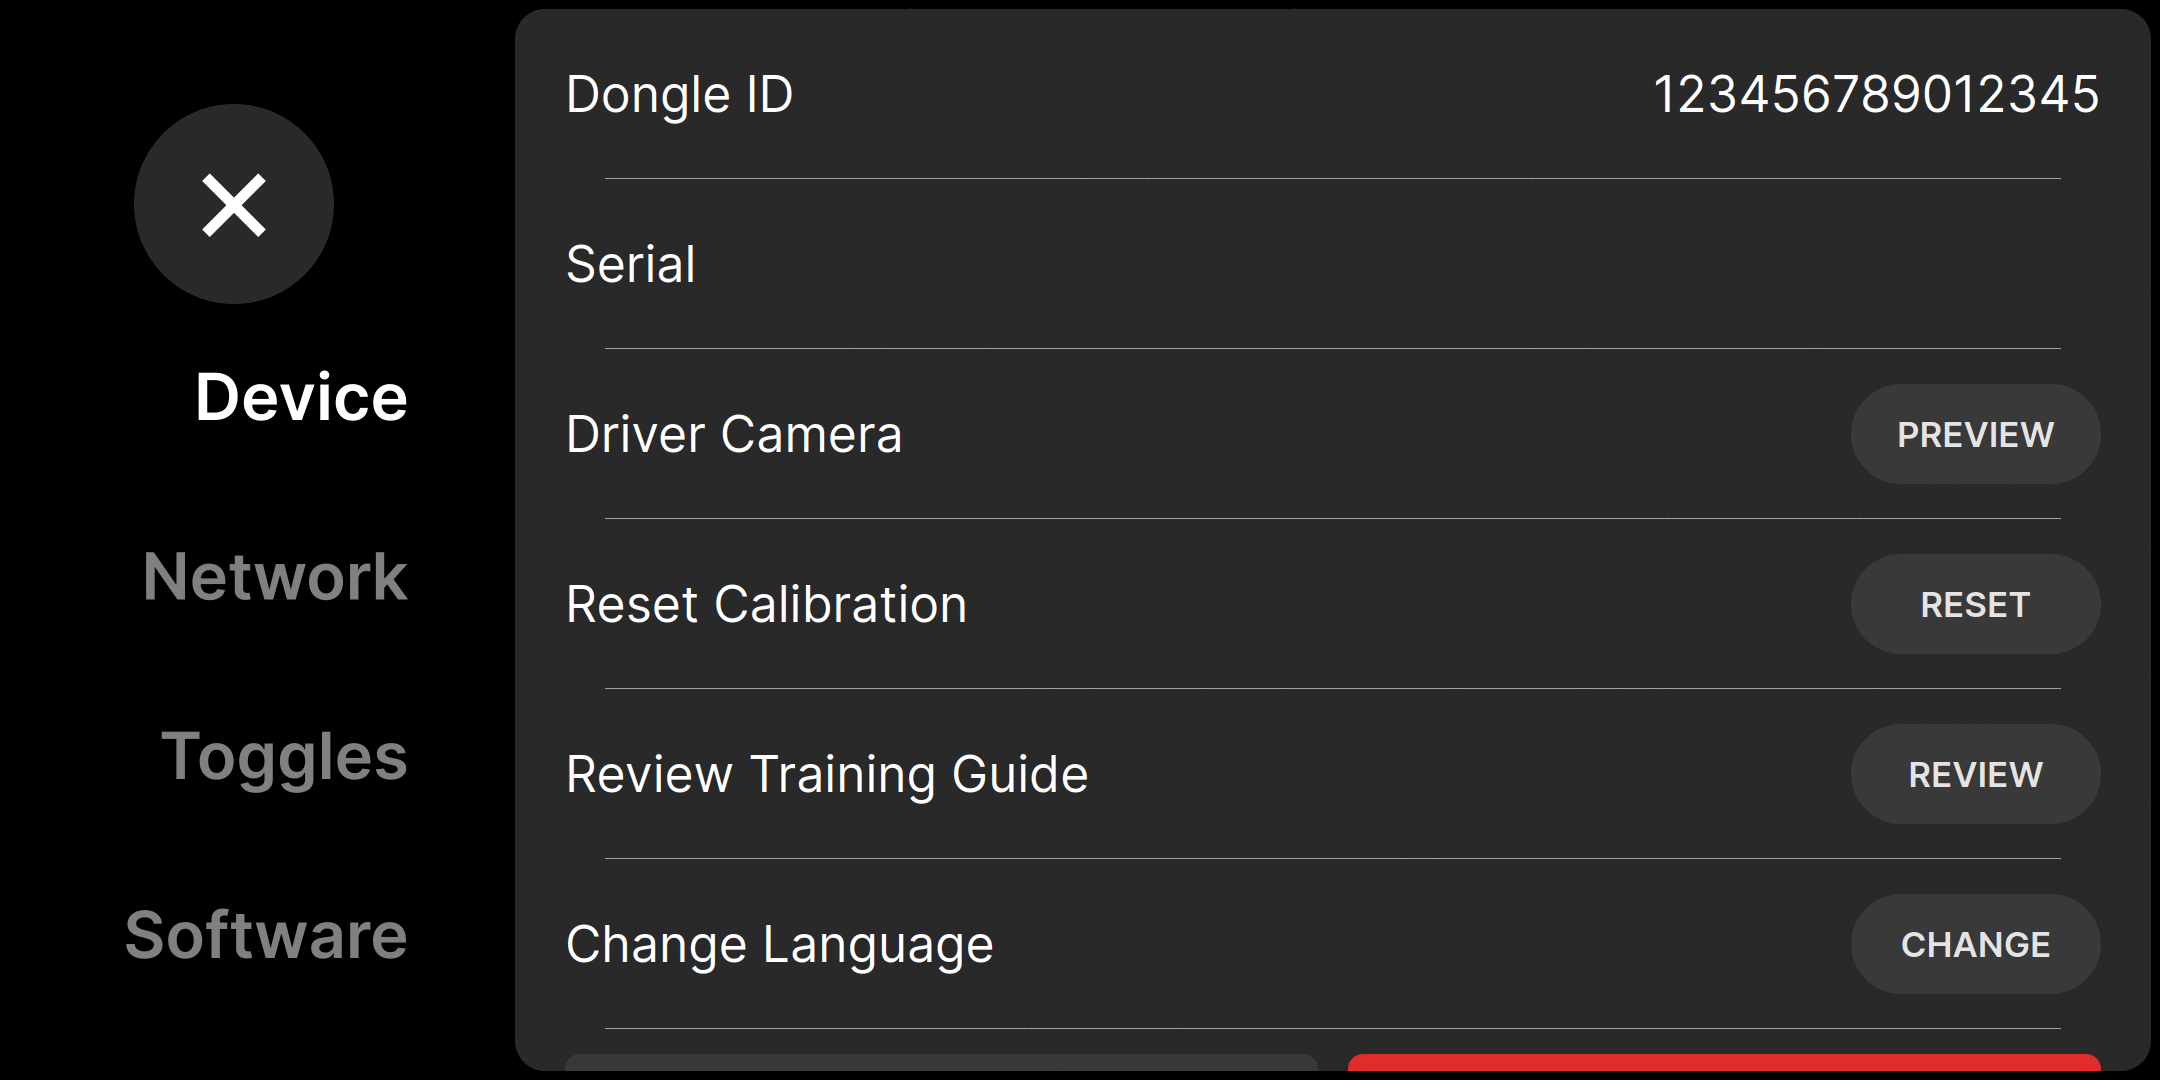 Device
Network
Toggles
Software
Dongle ID 123456789012345
Serial
Driver Camera PREVIEW
Reset Calibration RESET
Review Training Guide REVIEW
Change Language CHANGE